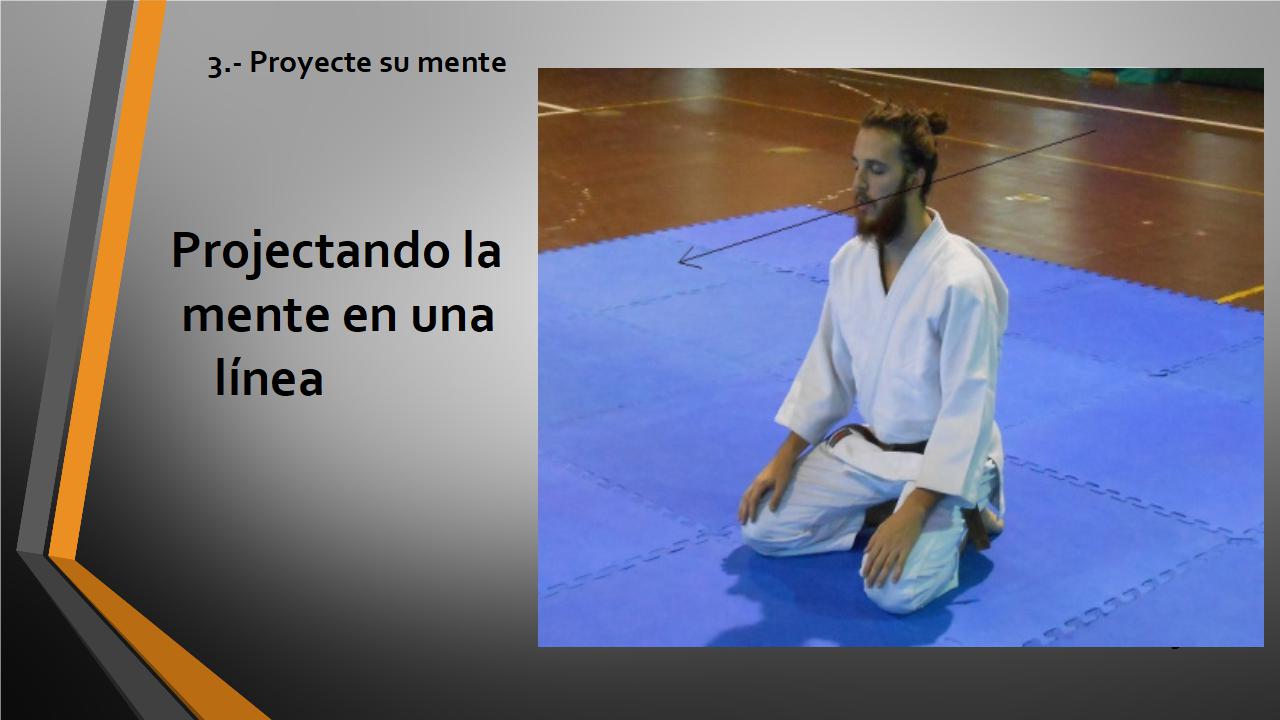 3.- Proyecte su mente
Projectando la
mente en una
línea